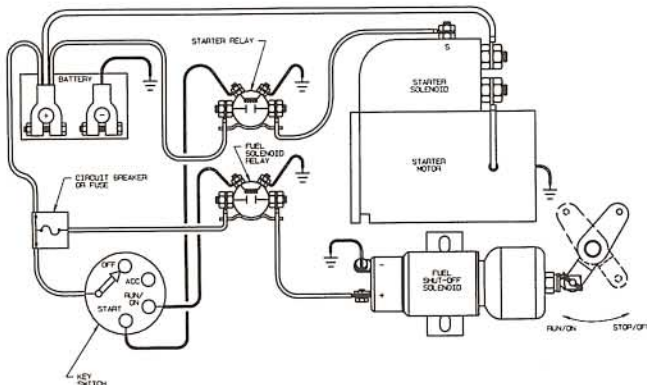 STARTER RELAY
BATTERY
+
-
S
STARTER
SOLENOID
STARTER
MOTOR
FUEL
SOLENOID
RELAY
CIRCUIT BREAKER
OR FUSE
OFF
ACC
RUN/
ON
START
KEY
SWITCH
-
+
FUEL
SHUT-OFF
SOLENOID
RUN/ON
STOP/OFF